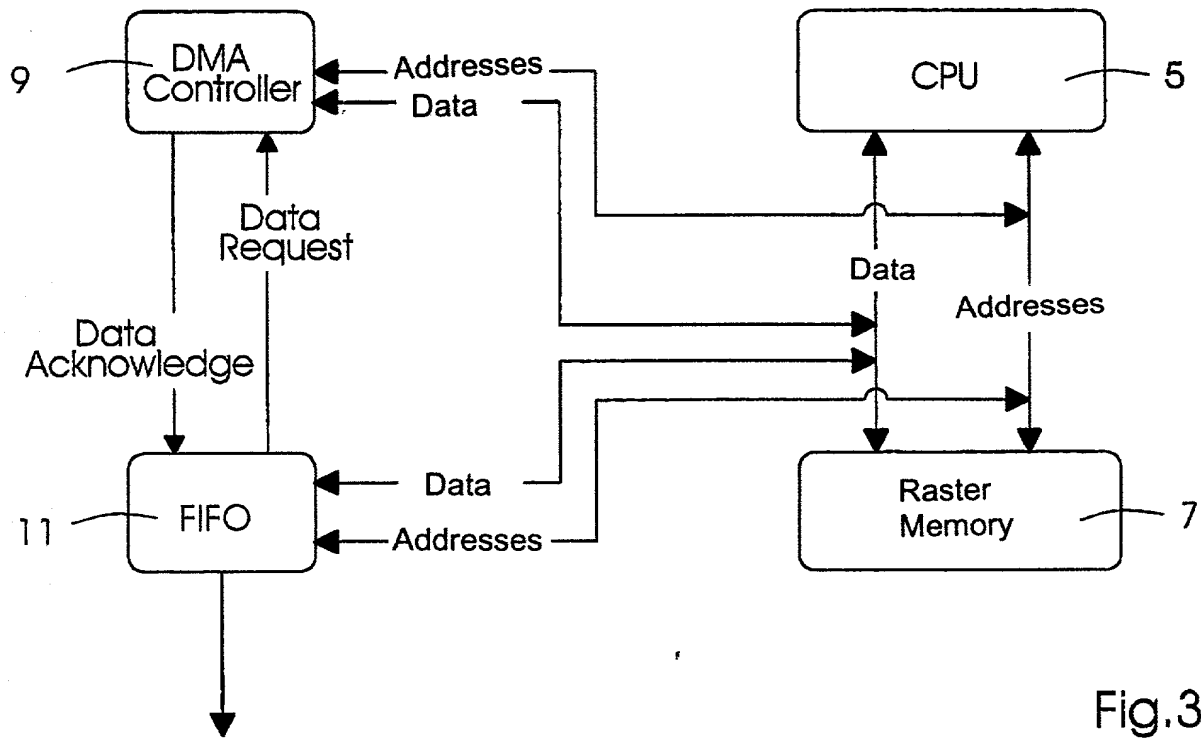 9
DMA
Controller
Addresses
Data
CPU
5
Data
Request
Data
Addresses
Data
Acknowledge
11
FIFO
Data
Addresses
Raster
Memory
7
Fig.3